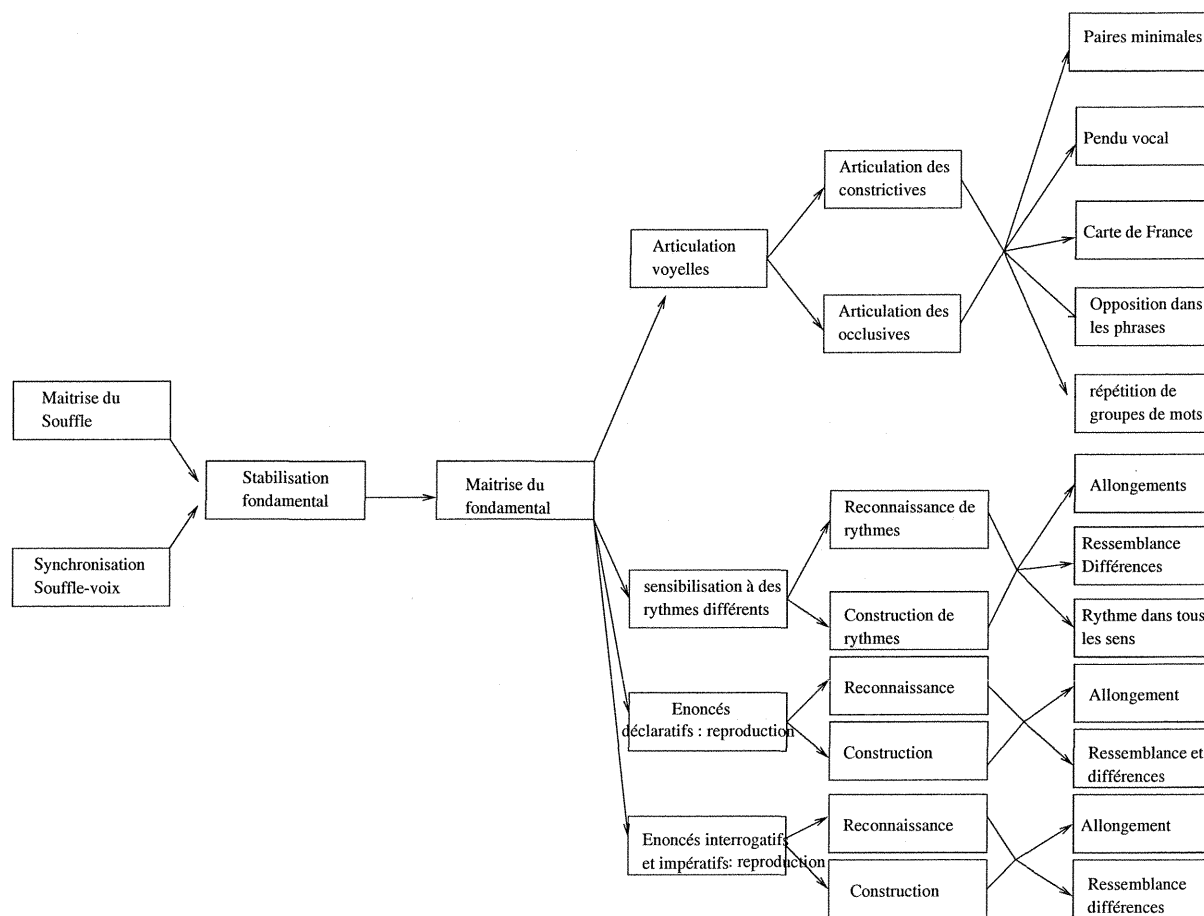 Paires minimales
Pendu vocal
Articulation des
constrictives
Carte de France
Articulation
voyelles
Articulation des
occlusives
Opposition dans
les phrases
répétition de
groupes de mots
Maitrise du
Souffle
Stabilisation
fondamental
Maitrise du
fondamental
Synchronisation
Souffle-voix
Reconnaissance de
rythmes
Allongements
Ressemblance
Différences
sensibilisation à des
rythmes différents
Construction de
rythmes
Rythme dans tous
les sens
Reconnaissance
Allongement
Enoncés
déclaratifs : reproduction
Construction
Ressemblance et
différences
Reconnaissance
Allongement
Enoncés interrogatifs
et impératifs: reproduction
Construction
Ressemblance
différences